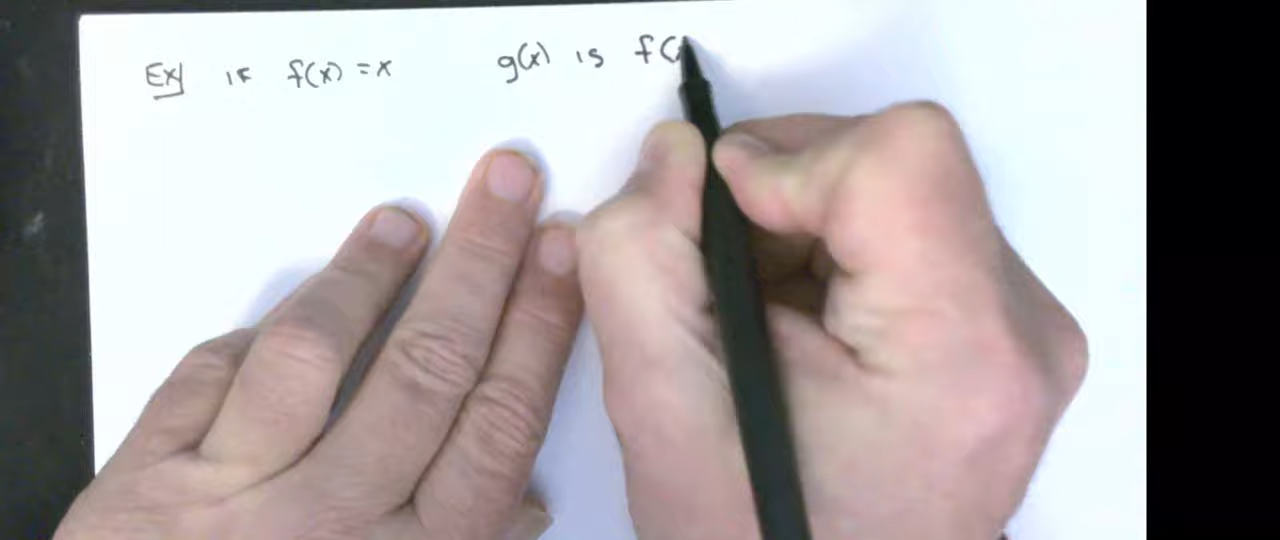 Ex) if f(x) = x g(x) is f(